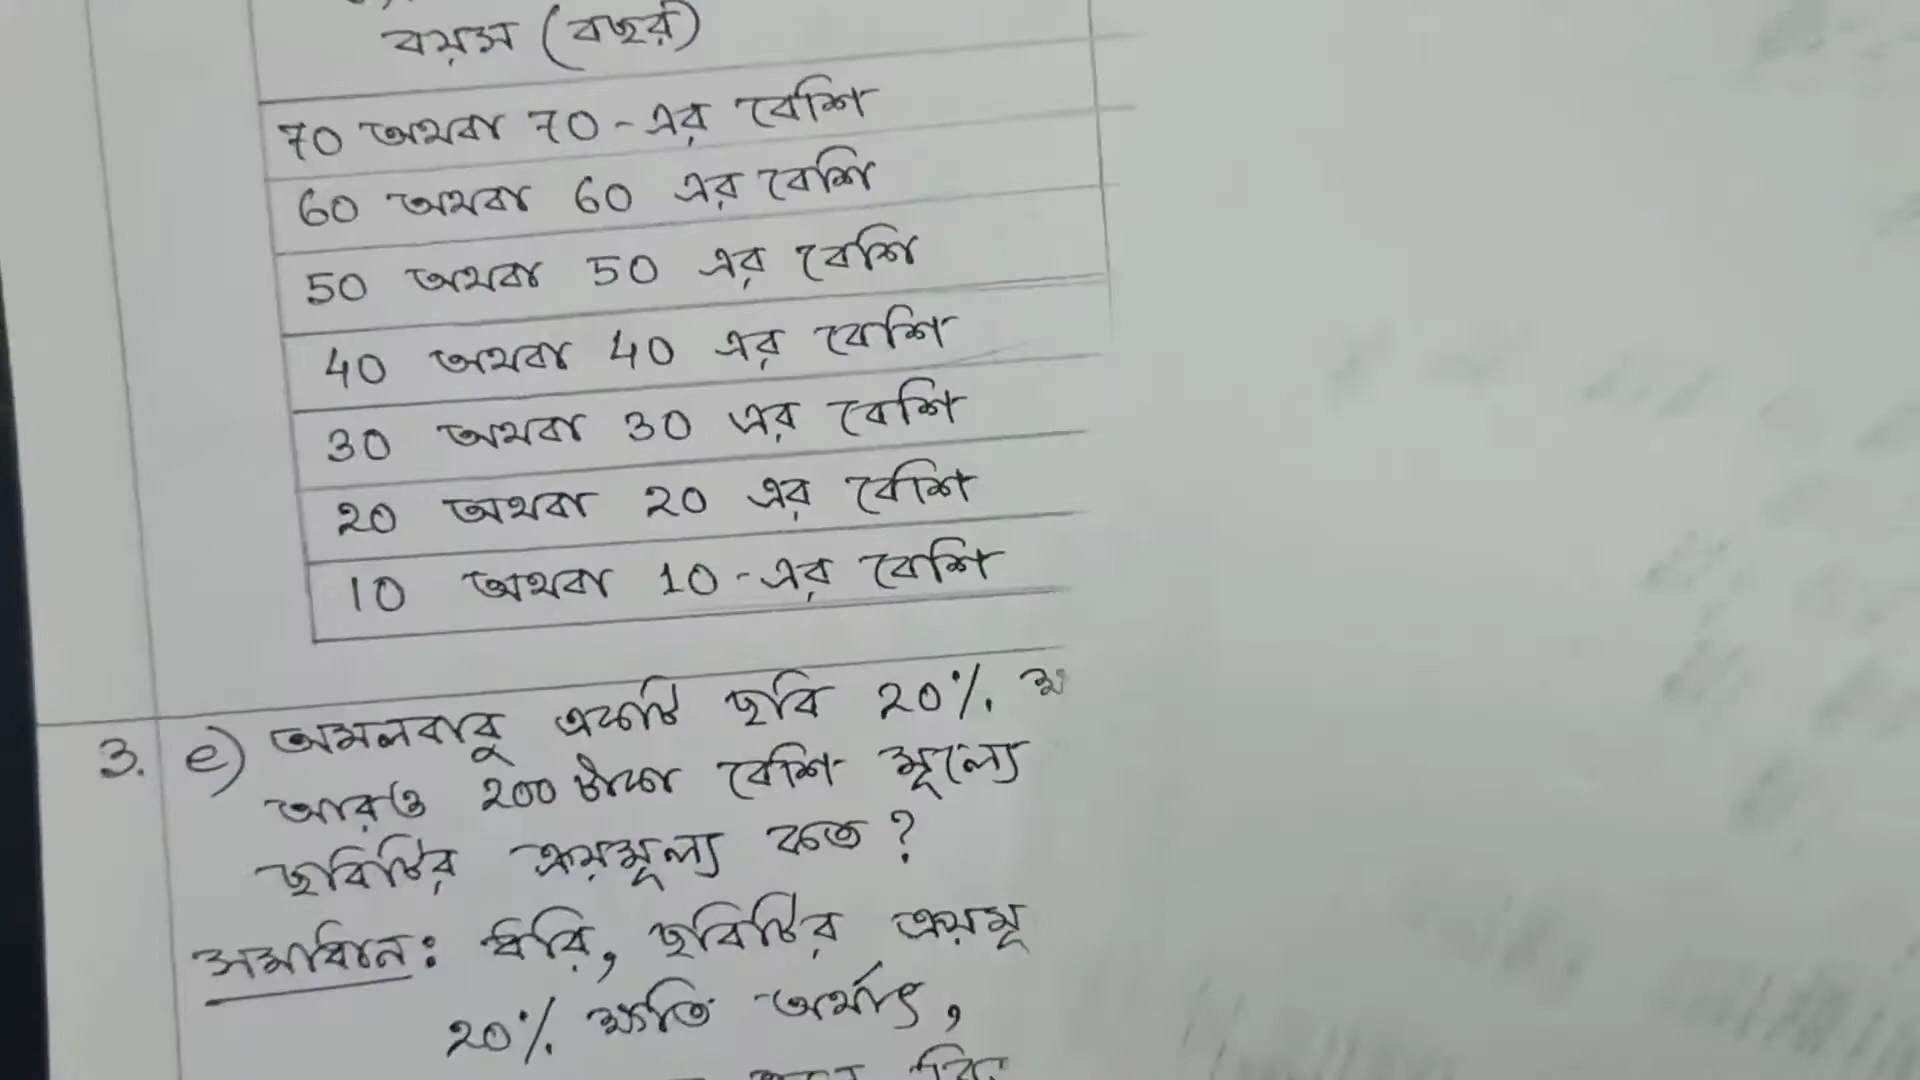 বয়স (বছর)
70 অথবা 70-এর বেশি
60 অথবা 60 এর বেশি
50 অথবা 50 এর বেশি
40 অথবা 40 এর বেশি
30 অথবা 30 এর বেশি
20 অথবা 20 এর বেশি
10 অথবা 10-এর বেশি
3. e) অমলবাবু একটি ছবি 20%
আরও 200 টাকা বেশি মূল্যে
ছবিটির ক্রয়মূল্য কত ?
সমাধান: ধরি, ছবিটির ক্রয়মূ
20% ক্ষতি অর্থাৎ,